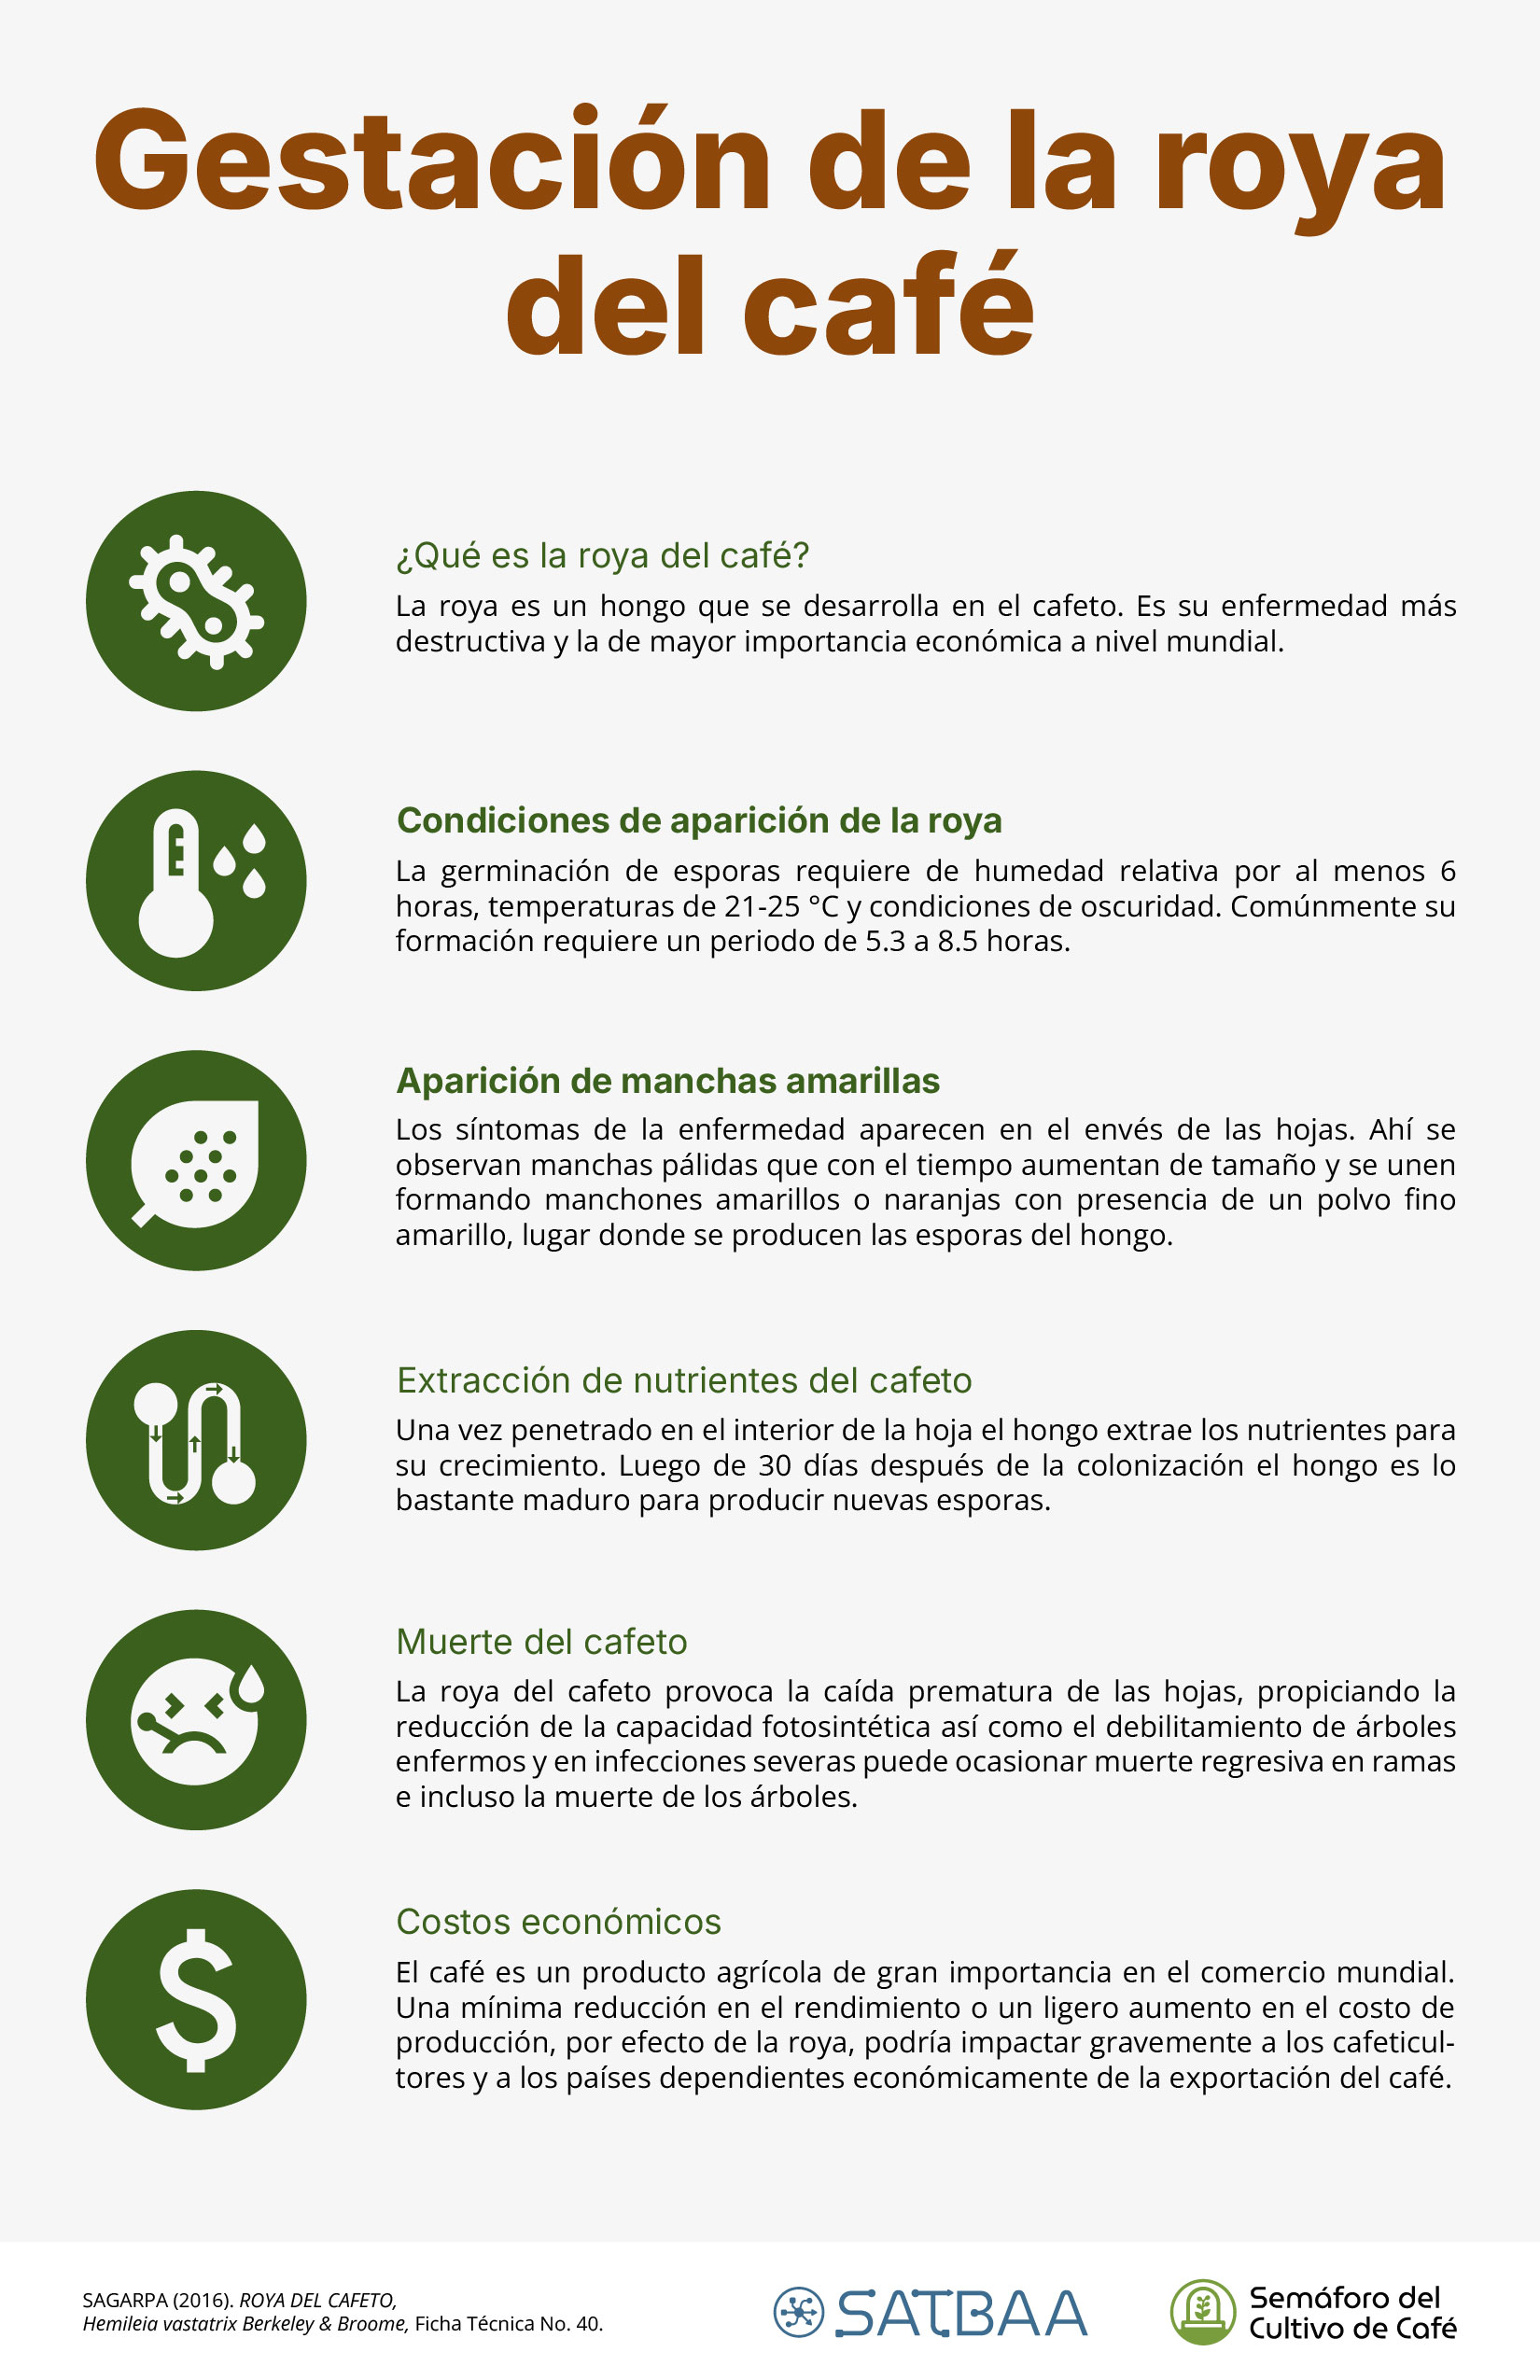 Gestación de la roya
del café
¿Qué es la roya del café?
La roya es un hongo que se desarrolla en el cafeto. Es su enfermedad más
destructiva y la de mayor importancia económica a nivel mundial.
Condiciones de aparición de la roya
La germinación de esporas requiere de humedad relativa por al menos 6
horas, temperaturas de 21-25 °C y condiciones de oscuridad. Comúnmente su
formación requiere un periodo de 5.3 a 8.5 horas.
Aparición de manchas amarillas
Los síntomas de la enfermedad aparecen en el envés de las hojas. Ahí se
observan manchas pálidas que con el tiempo aumentan de tamaño y se unen
formando manchones amarillos o naranjas con presencia de un polvo fino
amarillo, lugar donde se producen las esporas del hongo.
Extracción de nutrientes del cafeto
Una vez penetrado en el interior de la hoja el hongo extrae los nutrientes para
su crecimiento. Luego de 30 días después de la colonización el hongo es lo
bastante maduro para producir nuevas esporas.
Muerte del cafeto
La roya del cafeto provoca la caída prematura de las hojas, propiciando la
reducción de la capacidad fotosintética así como el debilitamiento de árboles
enfermos y en infecciones severas puede ocasionar muerte regresiva en ramas
e incluso la muerte de los árboles.
Costos económicos
El café es un producto agrícola de gran importancia en el comercio mundial.
Una mínima reducción en el rendimiento o un ligero aumento en el costo de
producción, por efecto de la roya, podría impactar gravemente a los cafeticul-
tores y a los países dependientes económicamente de la exportación del café.
SAGARPA (2016). ROYA DEL CAFETO,
Hemileia vastatrix Berkeley & Broome, Ficha Técnica No. 40.
SATBAA
Semáforo del
Cultivo de Café